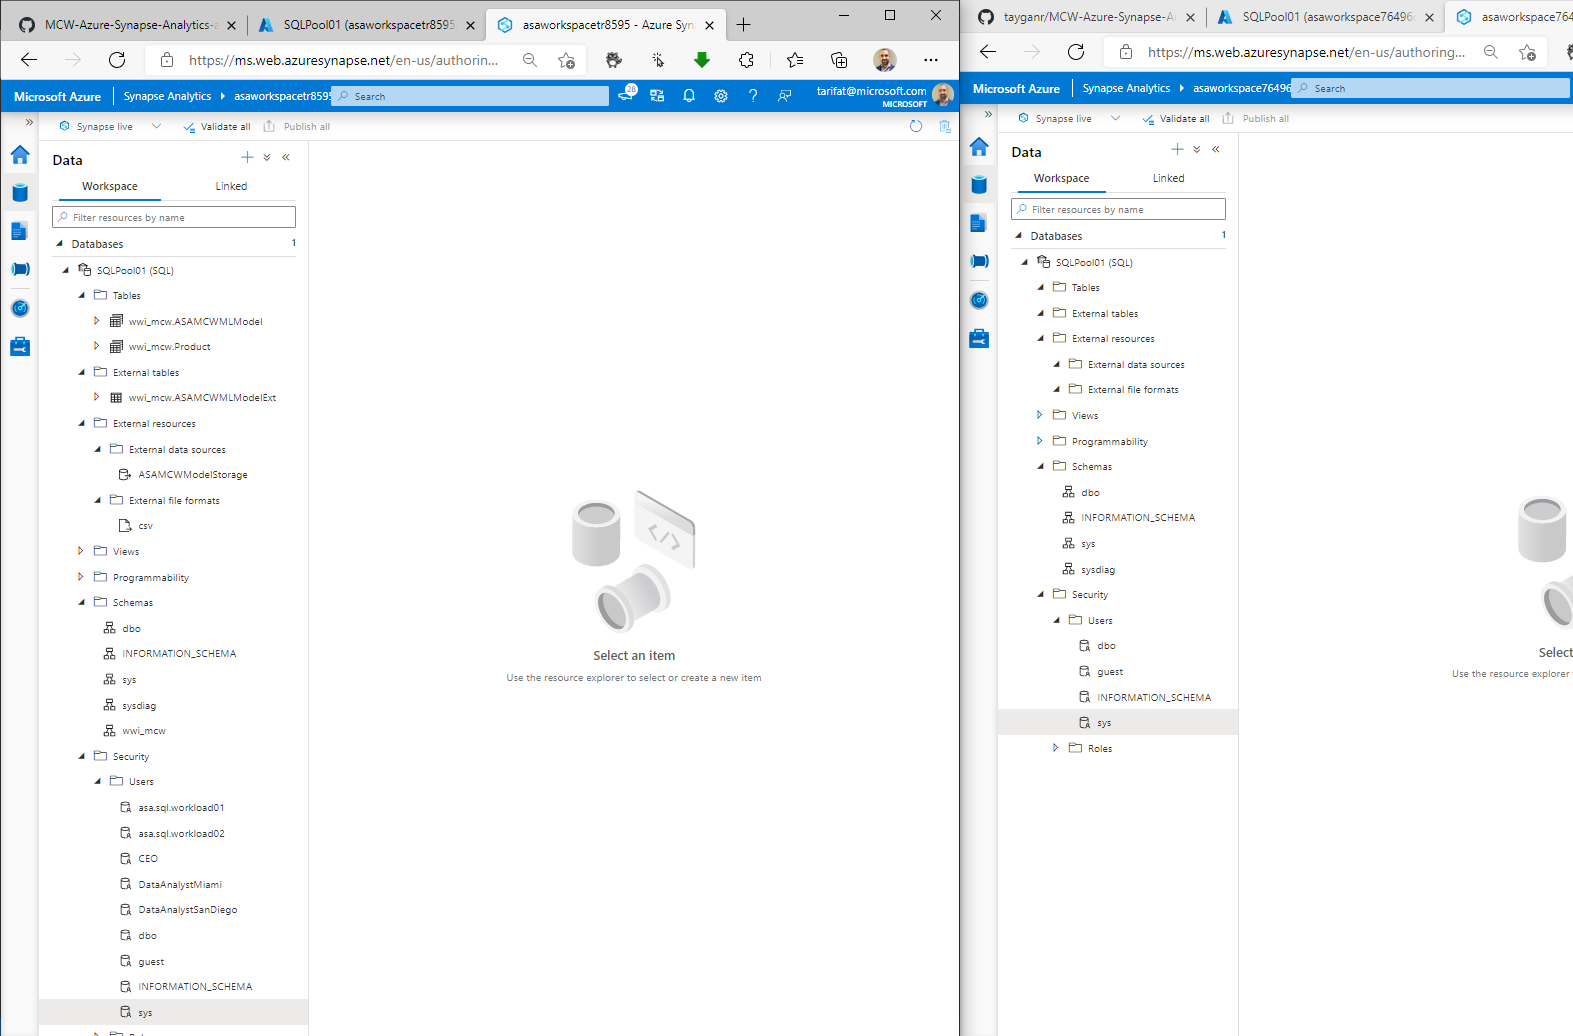 MCW-Azure-Synapse-Analytics-a
SQLPool01 (asaworkspacetr8595,
asaworkspacetr8595 - Azure Syn
https://ms.web.azuresynapse.net/en-us/authorin...
Microsoft Azure
Synapse Analytics
asaworkspacetr8595
Search
28
tarifat@microsoft.com
MICROSOFT
Synapse live
Validate all
Publish all
Data
Workspace
Linked
Filter resources by name
Databases
1
SQLPool01 (SQL)
Tables
wwi_mcw.ASAMCWMLModel
wwi_mcw.Product
External tables
wwi_mcw.ASAMCWMLModelExt
External resources
External data sources
ASAMCWModelStorage
External file formats
csv
Views
Programmability
Schemas
dbo
INFORMATION_SCHEMA
sys
sysdiag
wwi_mcw
Security
Users
asa.sql.workload01
asa.sql.workload02
CEO
DataAnalystMiami
DataAnalystSanDiego
dbo
guest
INFORMATION_SCHEMA
sys
Select an item
Use the resource explorer to select or create a new item
tayganr/MCW-Azure-Synapse-A
SQLPool01 (asaworkspace76496
asaworkspace764
https://ms.web.azuresynapse.net/en-us/authoring...
Microsoft Azure
Synapse Analytics
asaworkspace76496
Search
Synapse live
Validate all
Publish all
Data
Workspace
Linked
Filter resources by name
Databases
1
SQLPool01 (SQL)
Tables
External tables
External resources
External data sources
External file formats
Views
Programmability
Schemas
dbo
INFORMATION_SCHEMA
sys
sysdiag
Security
Users
dbo
guest
INFORMATION_SCHEMA
sys
Roles
Select
Use the resource explorer